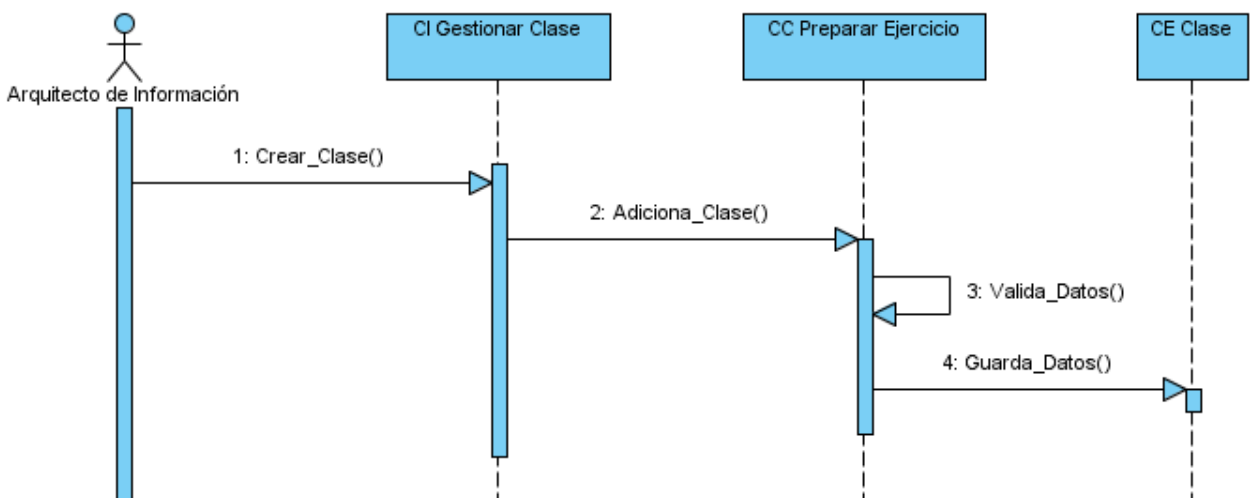 CI Gestionar Clase
CC Preparar Ejercicio
CE Clase
Arquitecto de Información
1: Crear_Clase()
2: Adiciona_Clase()
3: Valida_Datos()
4: Guarda_Datos()